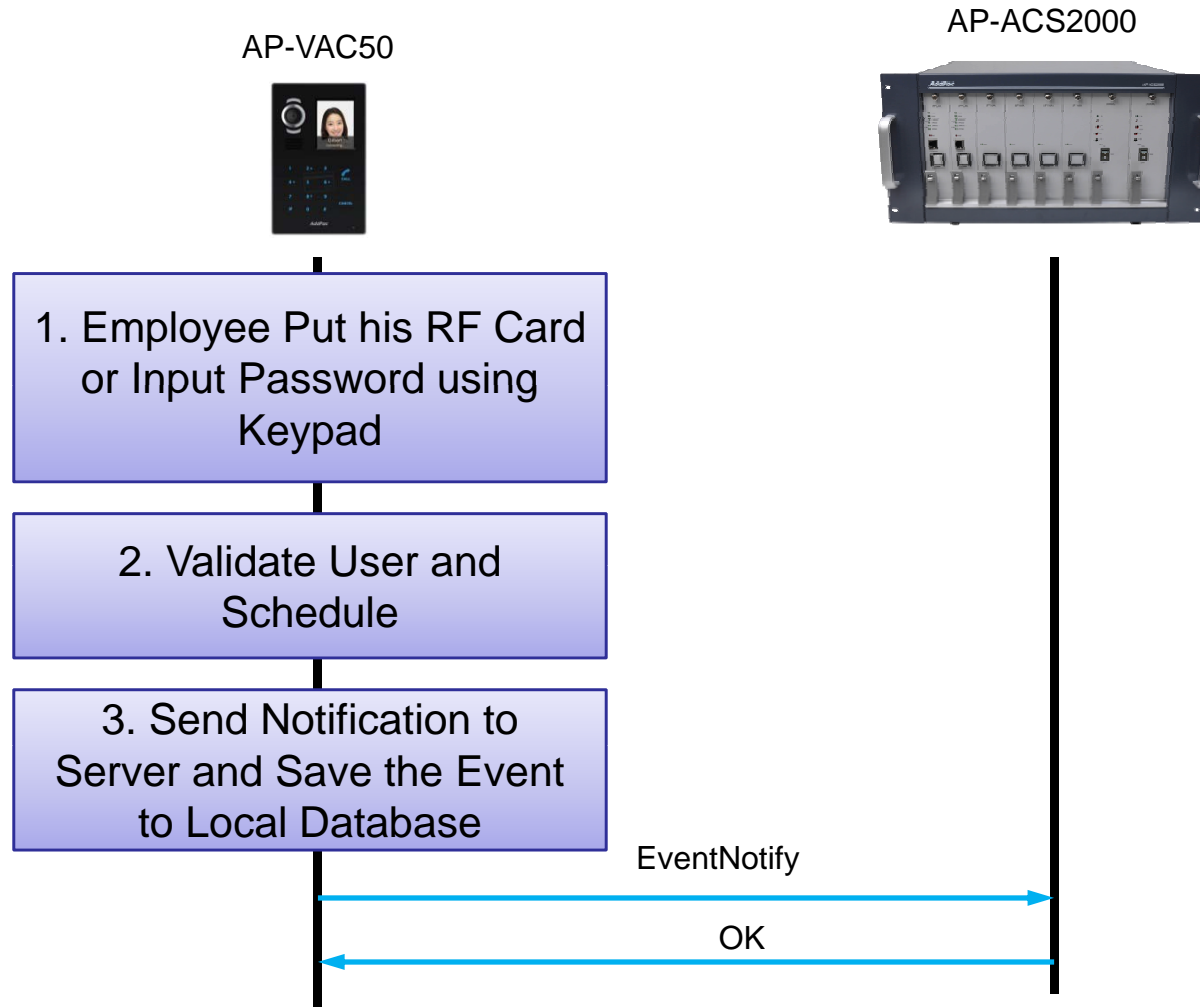 AP-VAC50
AP-ACS2000
AddPac
1. Employee Put his RF Card
or Input Password using
Keypad
2. Validate User and
Schedule
3. Send Notification to
Server and Save the Event
to Local Database
EventNotify
OK